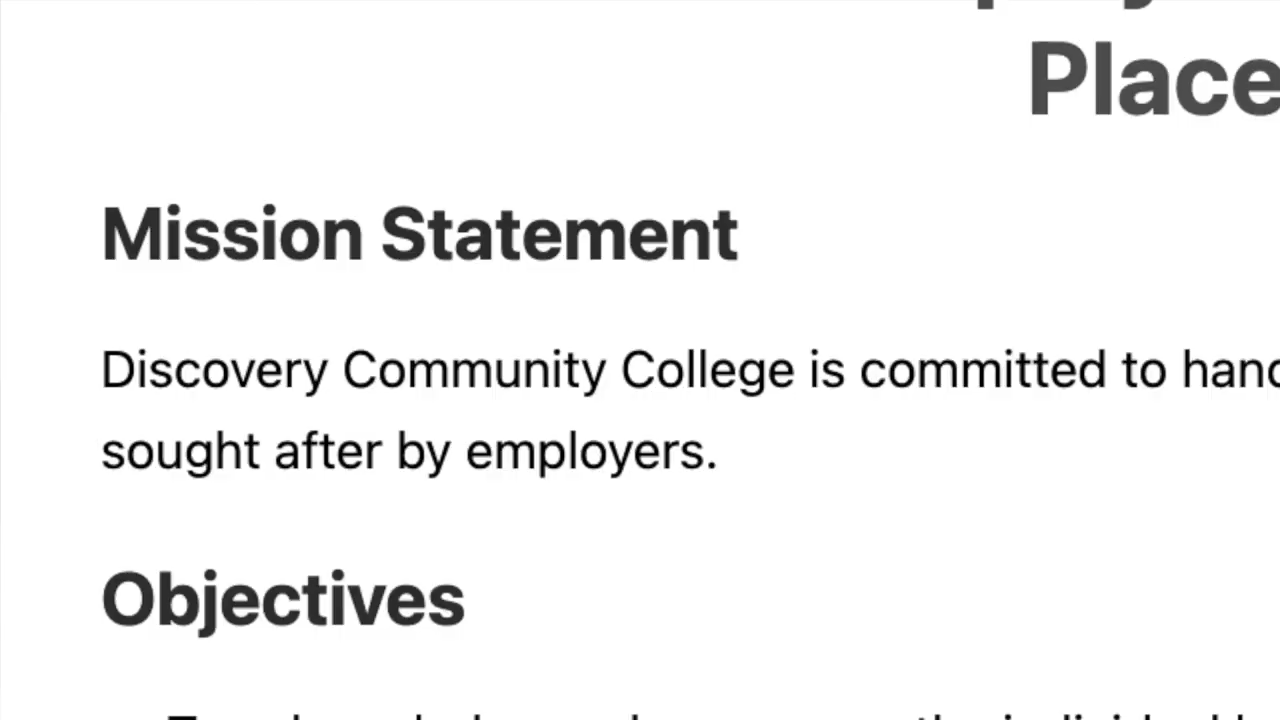 Place
Mission Statement
Discovery Community College is committed to
sought after by employers.
Objectives